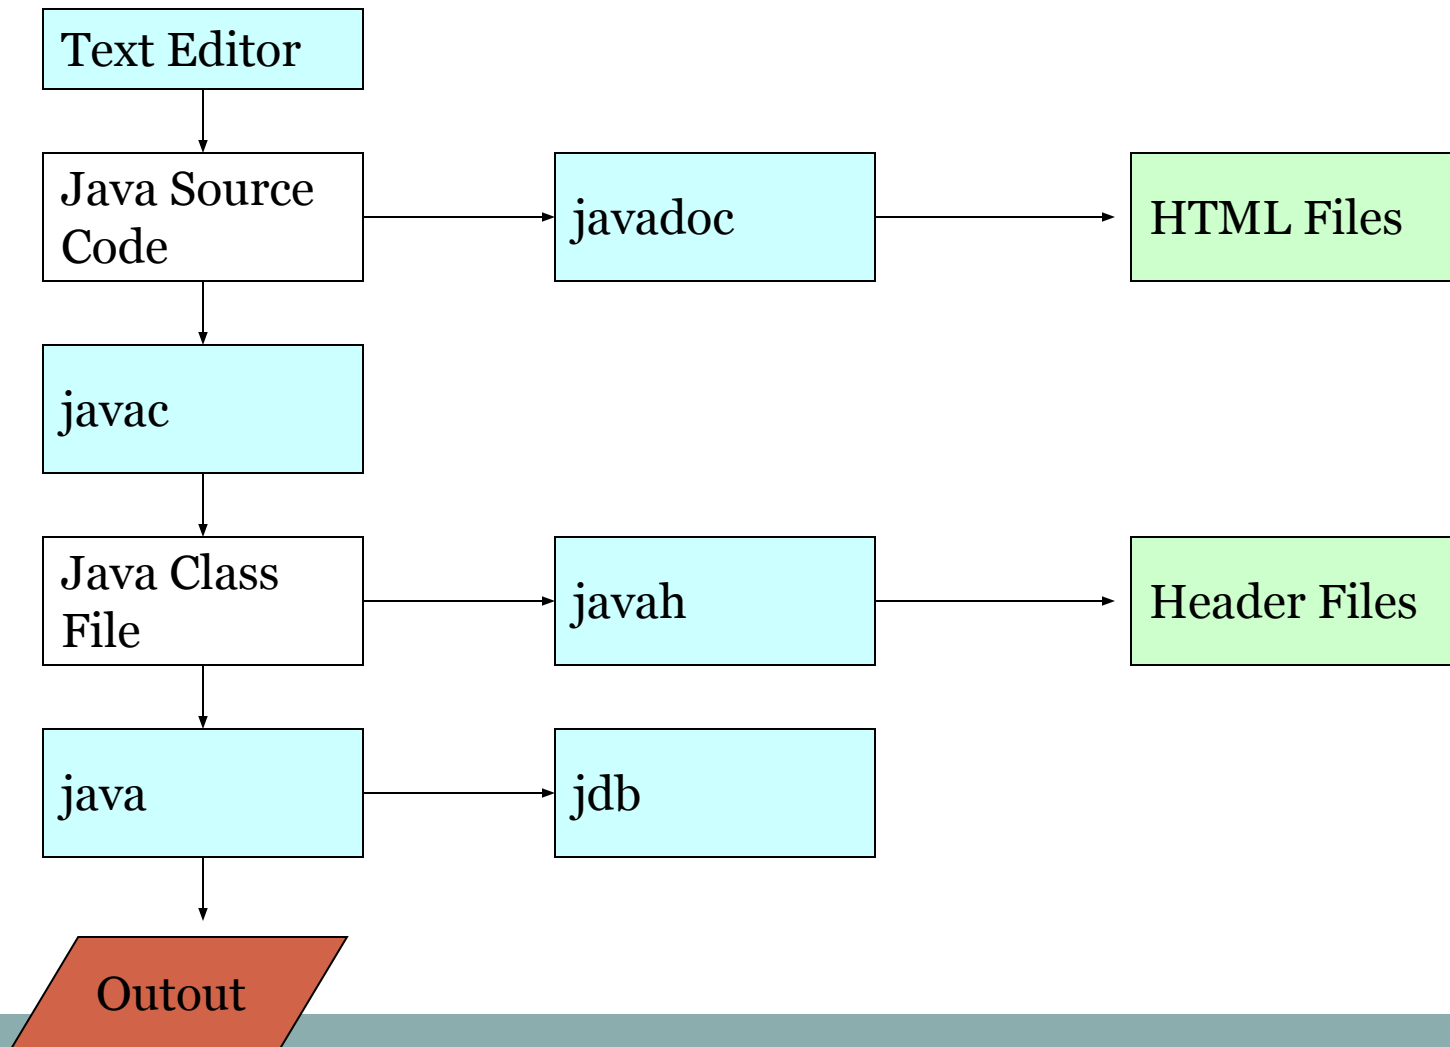 Text Editor
Java Source
Code
javadoc
HTML Files
javac
Java Class
File
javah
Header Files
java
jdb
Outout